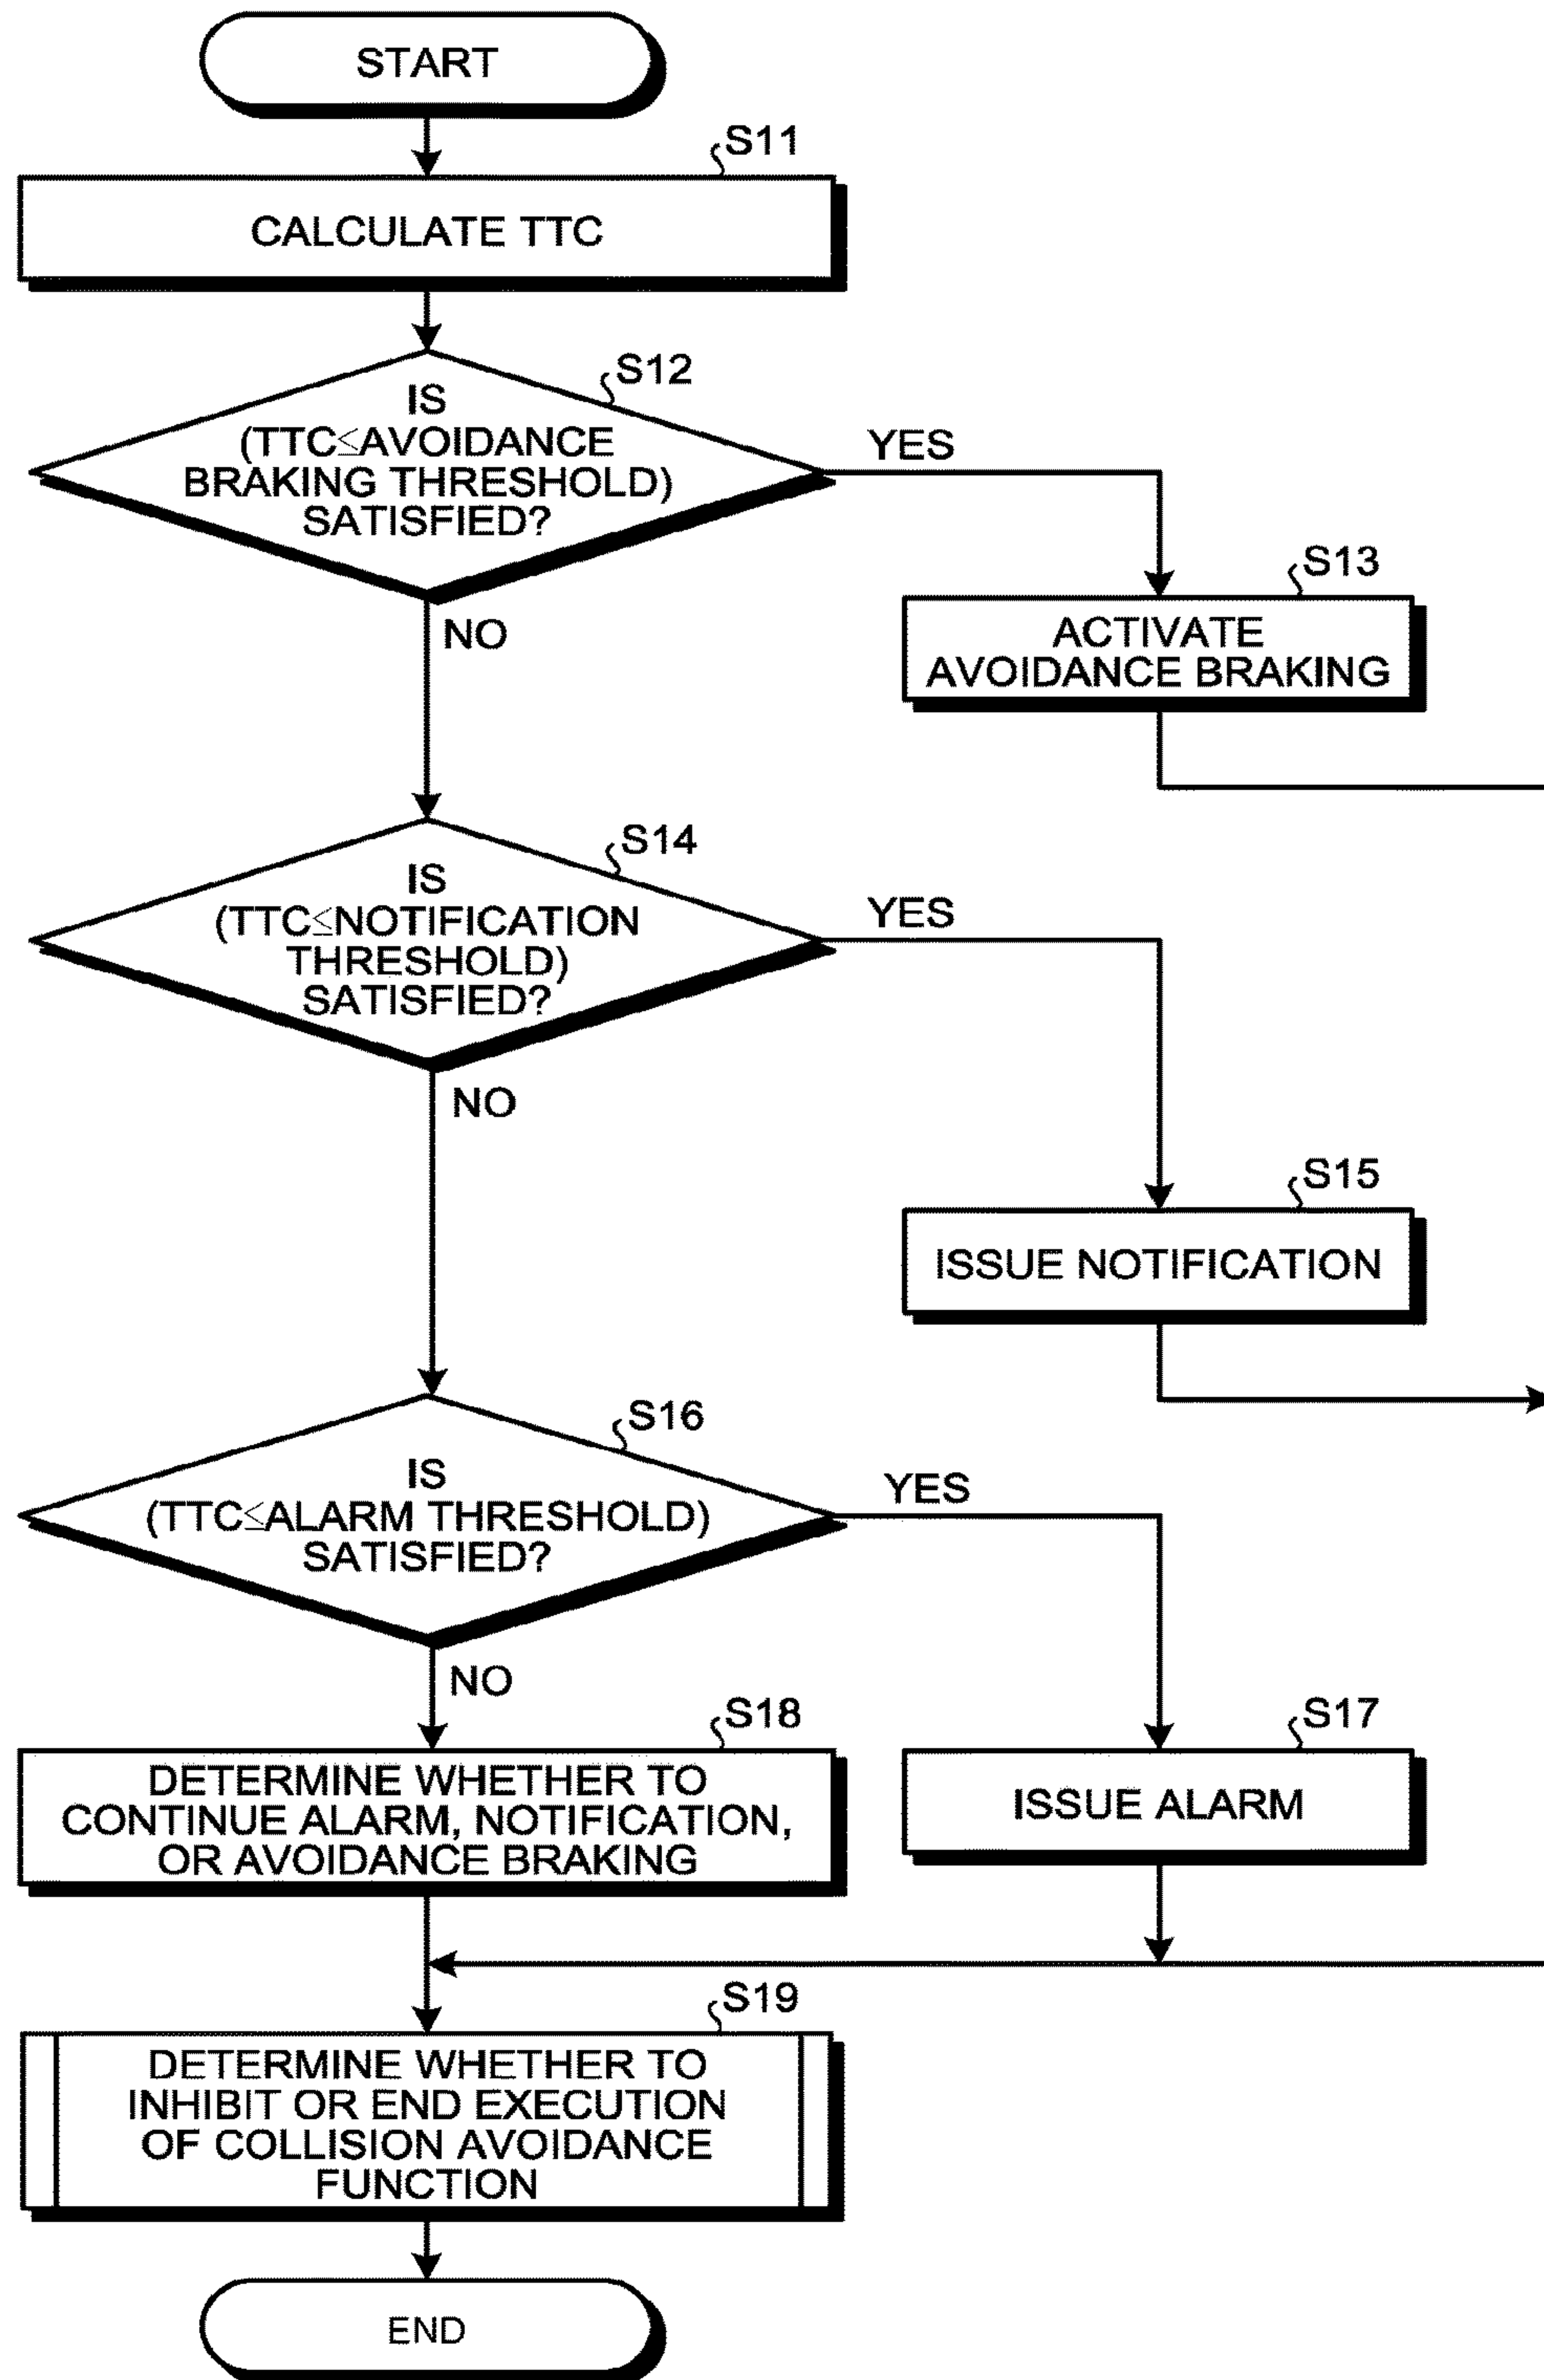 START
S11
CALCULATE TTC
S12
IS
(TTC≤AVOIDANCE
BRAKING THRESHOLD)
SATISFIED?
YES
NO
S13
ACTIVATE
AVOIDANCE BRAKING
S14
IS
(TTC≤NOTIFICATION
THRESHOLD)
SATISFIED?
YES
NO
S15
ISSUE NOTIFICATION
S16
IS
(TTC≤ALARM THRESHOLD)
SATISFIED?
YES
NO
S18
DETERMINE WHETHER TO
CONTINUE ALARM, NOTIFICATION,
OR AVOIDANCE BRAKING
S17
ISSUE ALARM
S19
DETERMINE WHETHER TO
INHIBIT OR END EXECUTION
OF COLLISION AVOIDANCE
FUNCTION
END